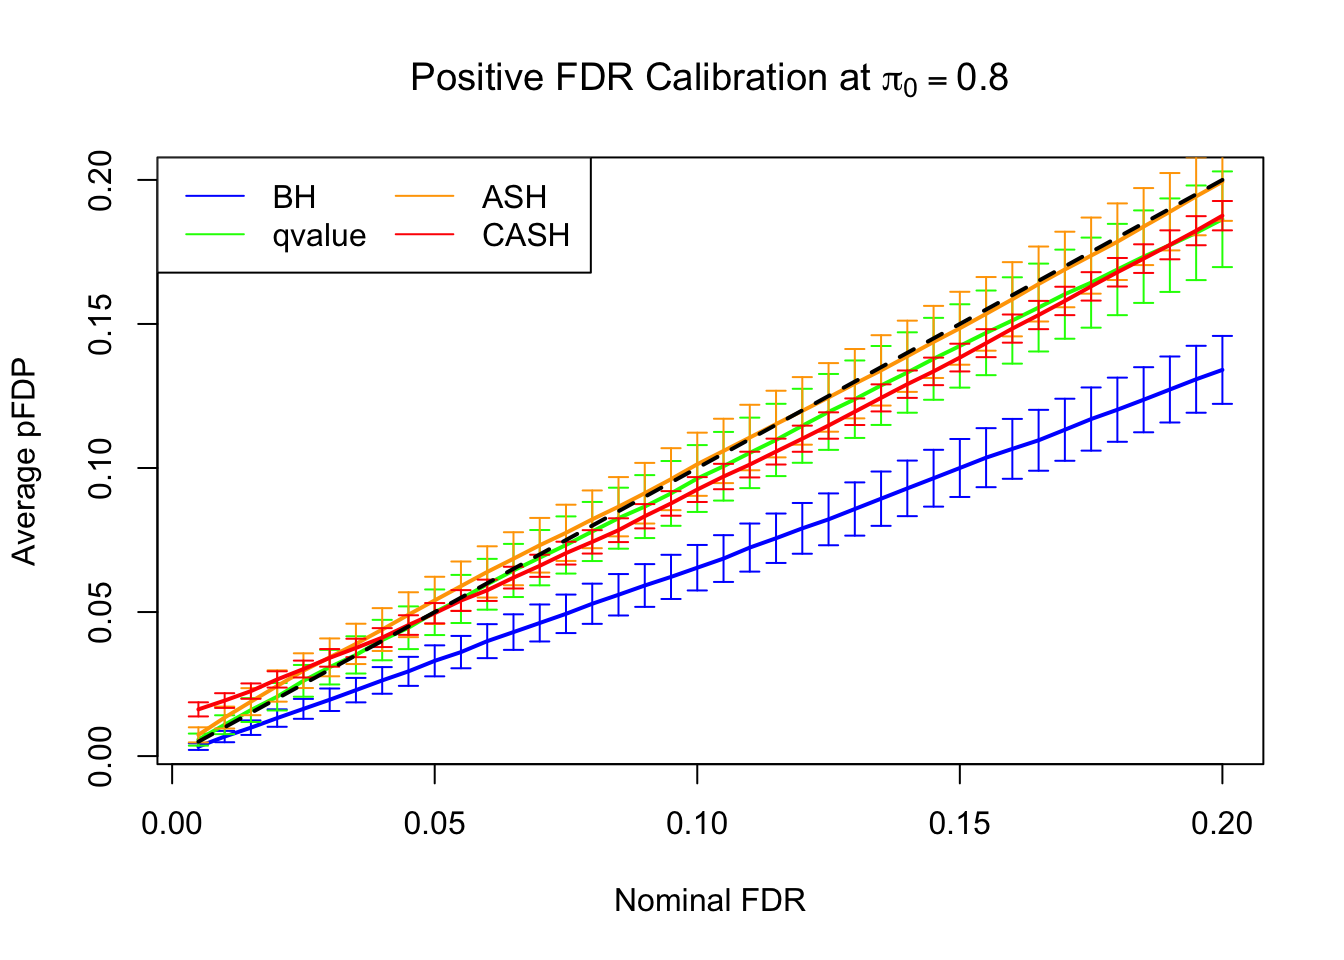 Positive FDR Calibration at π₀ = 0.8
BH ASH
qvalue CASH
Average pFDP
0.20
0.15
0.10
0.05
0.00
0.00 0.05 0.10 0.15 0.20
Nominal FDR